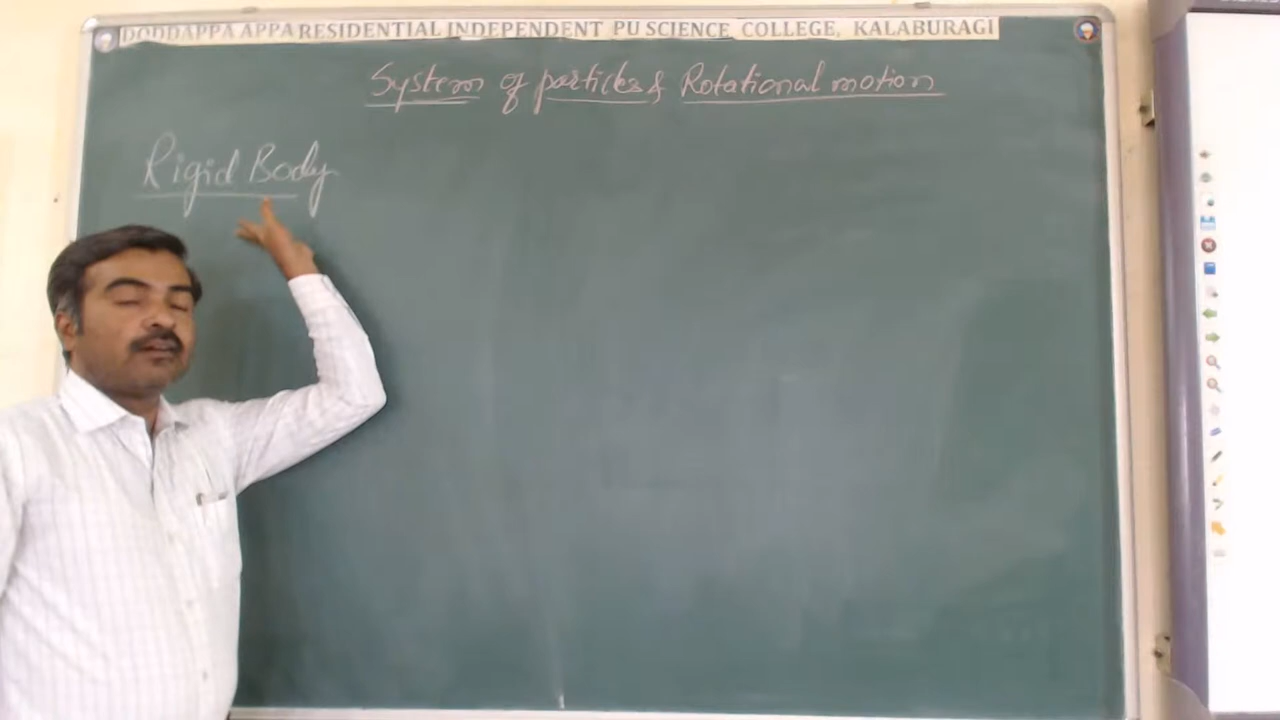 DODDAPPA APPA RESIDENTIAL INDEPENDENT PU SCIENCE COLLEGE, KALABURAGI
System of particles & Rotational motion
Rigid Body